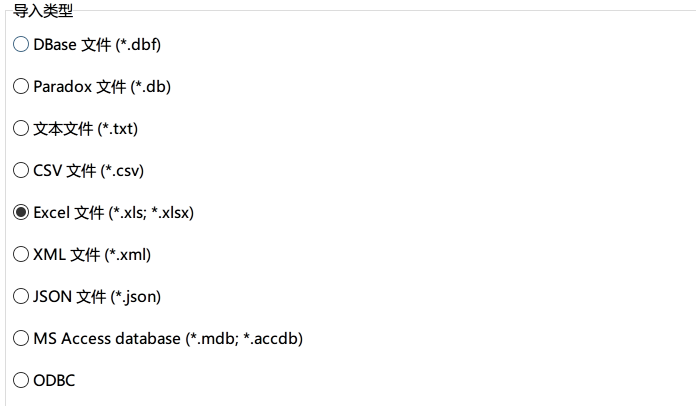 导入类型
DBase 文件 (*.dbf)
Paradox 文件 (*.db)
文本文件 (*.txt)
CSV 文件 (*.csv)
Excel 文件 (*.xls; *.xlsx)
XML 文件 (*.xml)
JSON 文件 (*.json)
MS Access database (*.mdb; *.accdb)
ODBC